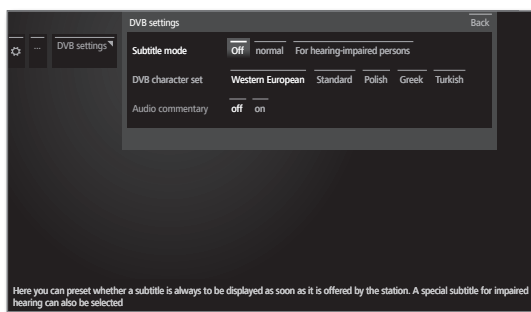 DVB settings Back
... DVB settings
Subtitle mode Off normal For hearing-impaired persons
DVB character set Western European Standard Polish Greek Turkish
Audio commentary off on
Here you can preset whether a subtitle is always to be displayed as soon as it is offered by the station. A special subtitle for impaired
hearing can also be selected